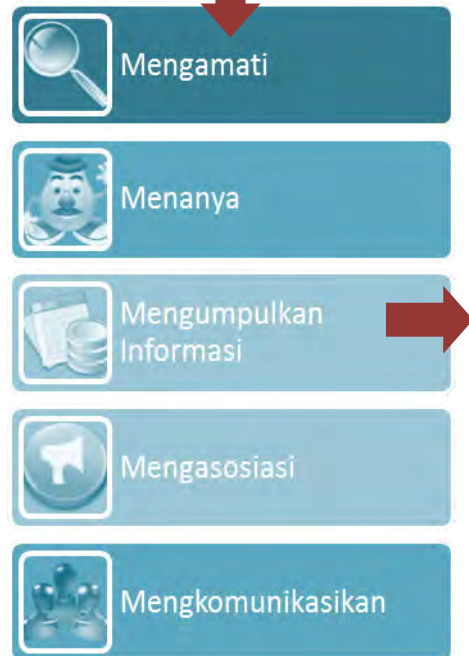 Mengamati
Menanya
Mengumpulkan
Informasi
Mengasosiasi
Mengkomunikasikan